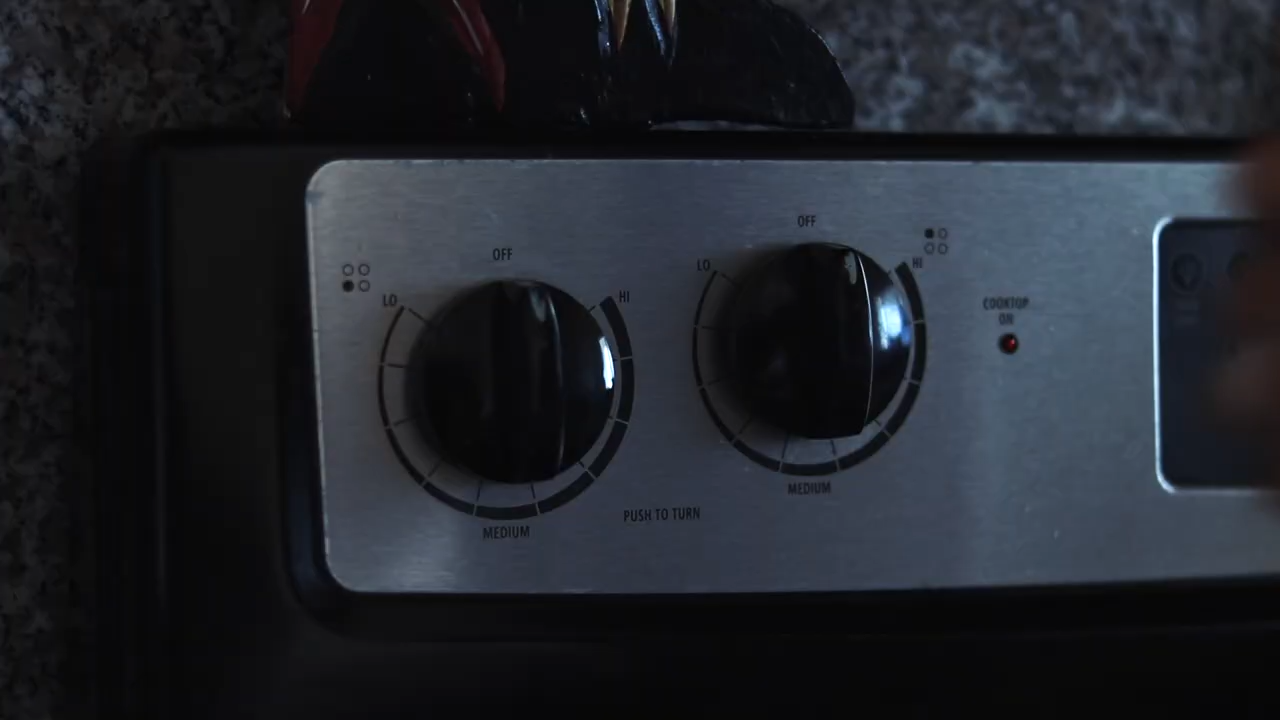 OFF
LO
HI
MEDIUM
PUSH TO TURN
OFF
LO
HI
MEDIUM
COOKTOP
ON